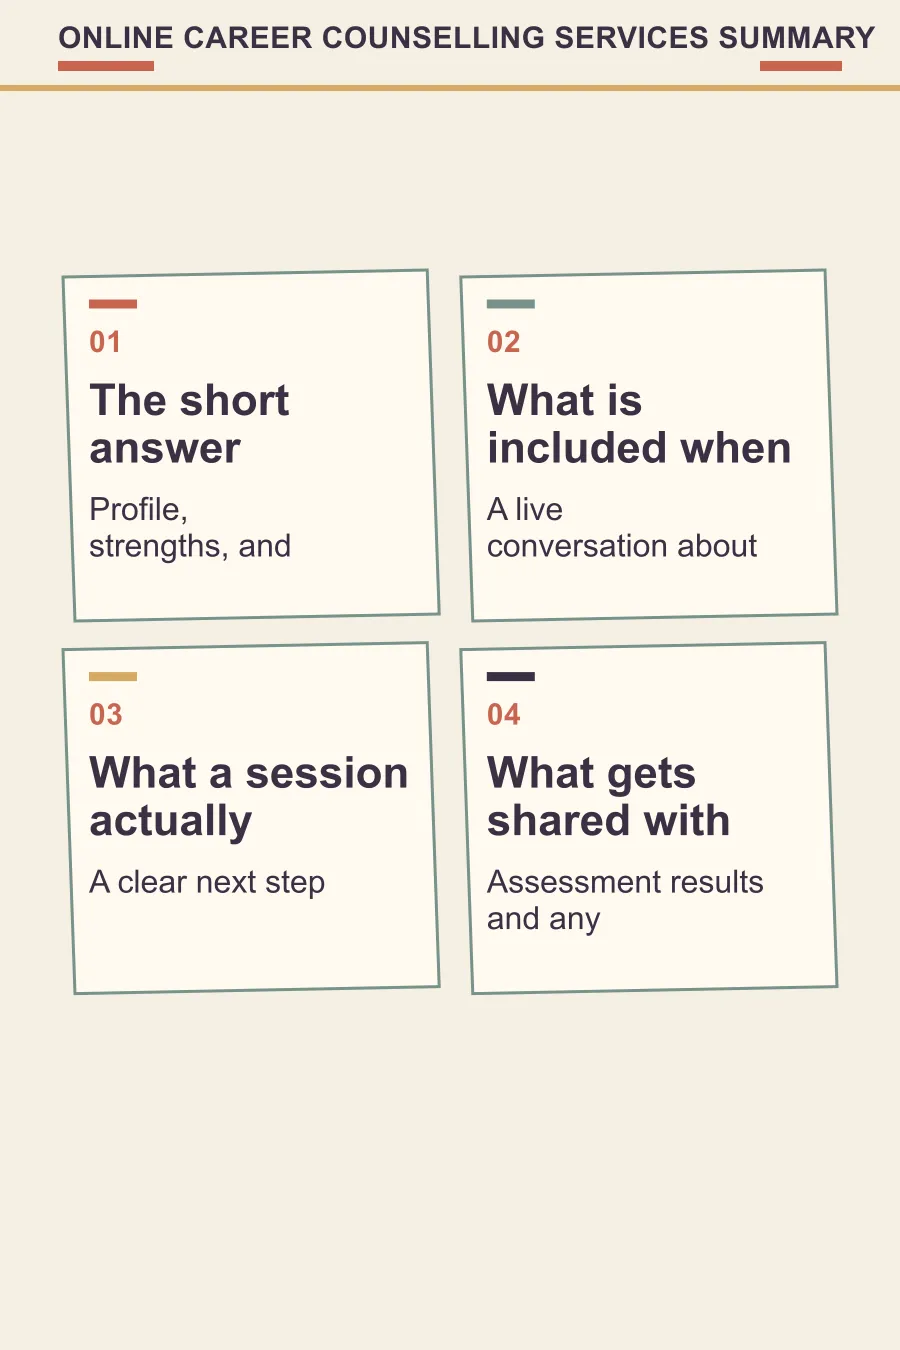 ONLINE CAREER COUNSELLING SERVICES SUMMARY
01
The short
answer
Profile,
strengths, and
02
What is
included when
A live
conversation about
03
What a session
actually
A clear next step
04
What gets
shared with
Assessment results
and any